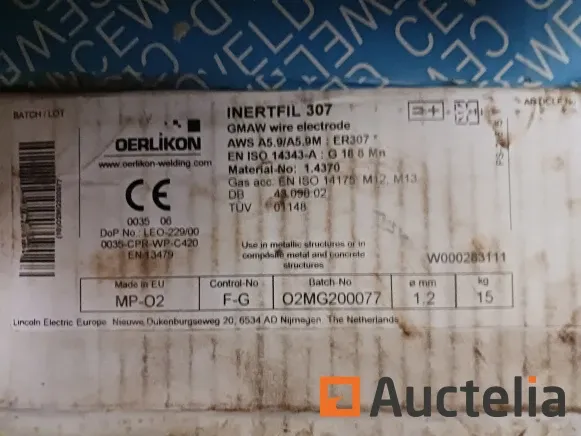 CEWELD
BATCH / LOT
ARTICLE N
OERLIKON
www.oerlikon-welding.com
CE
0035 06
DoP No.: LEO-229/00
0035-CPR-WP-C420
EN 13479
INERTFIL 307
GMAW wire electrode
AWS A5.9/A5.9M : ER307 *
EN ISO 14343-A : G 18 8 Mn
Material-No: 1.4370
Gas acc. EN ISO 14175: M12, M13
DB 43.090.02
TÜV 01148
Use in metallic structures or in
composite metal and concrete
structures
=+
W000283111
Made in EU
MP-O2
Control-No
F-G
Batch-No
O2MG200077
ø mm
1.2
kg
15
Lincoln Electric Europe. Nieuwe Dukenburgseweg 20, 6534 AD Nijmegen. The Netherlands
Auctelia